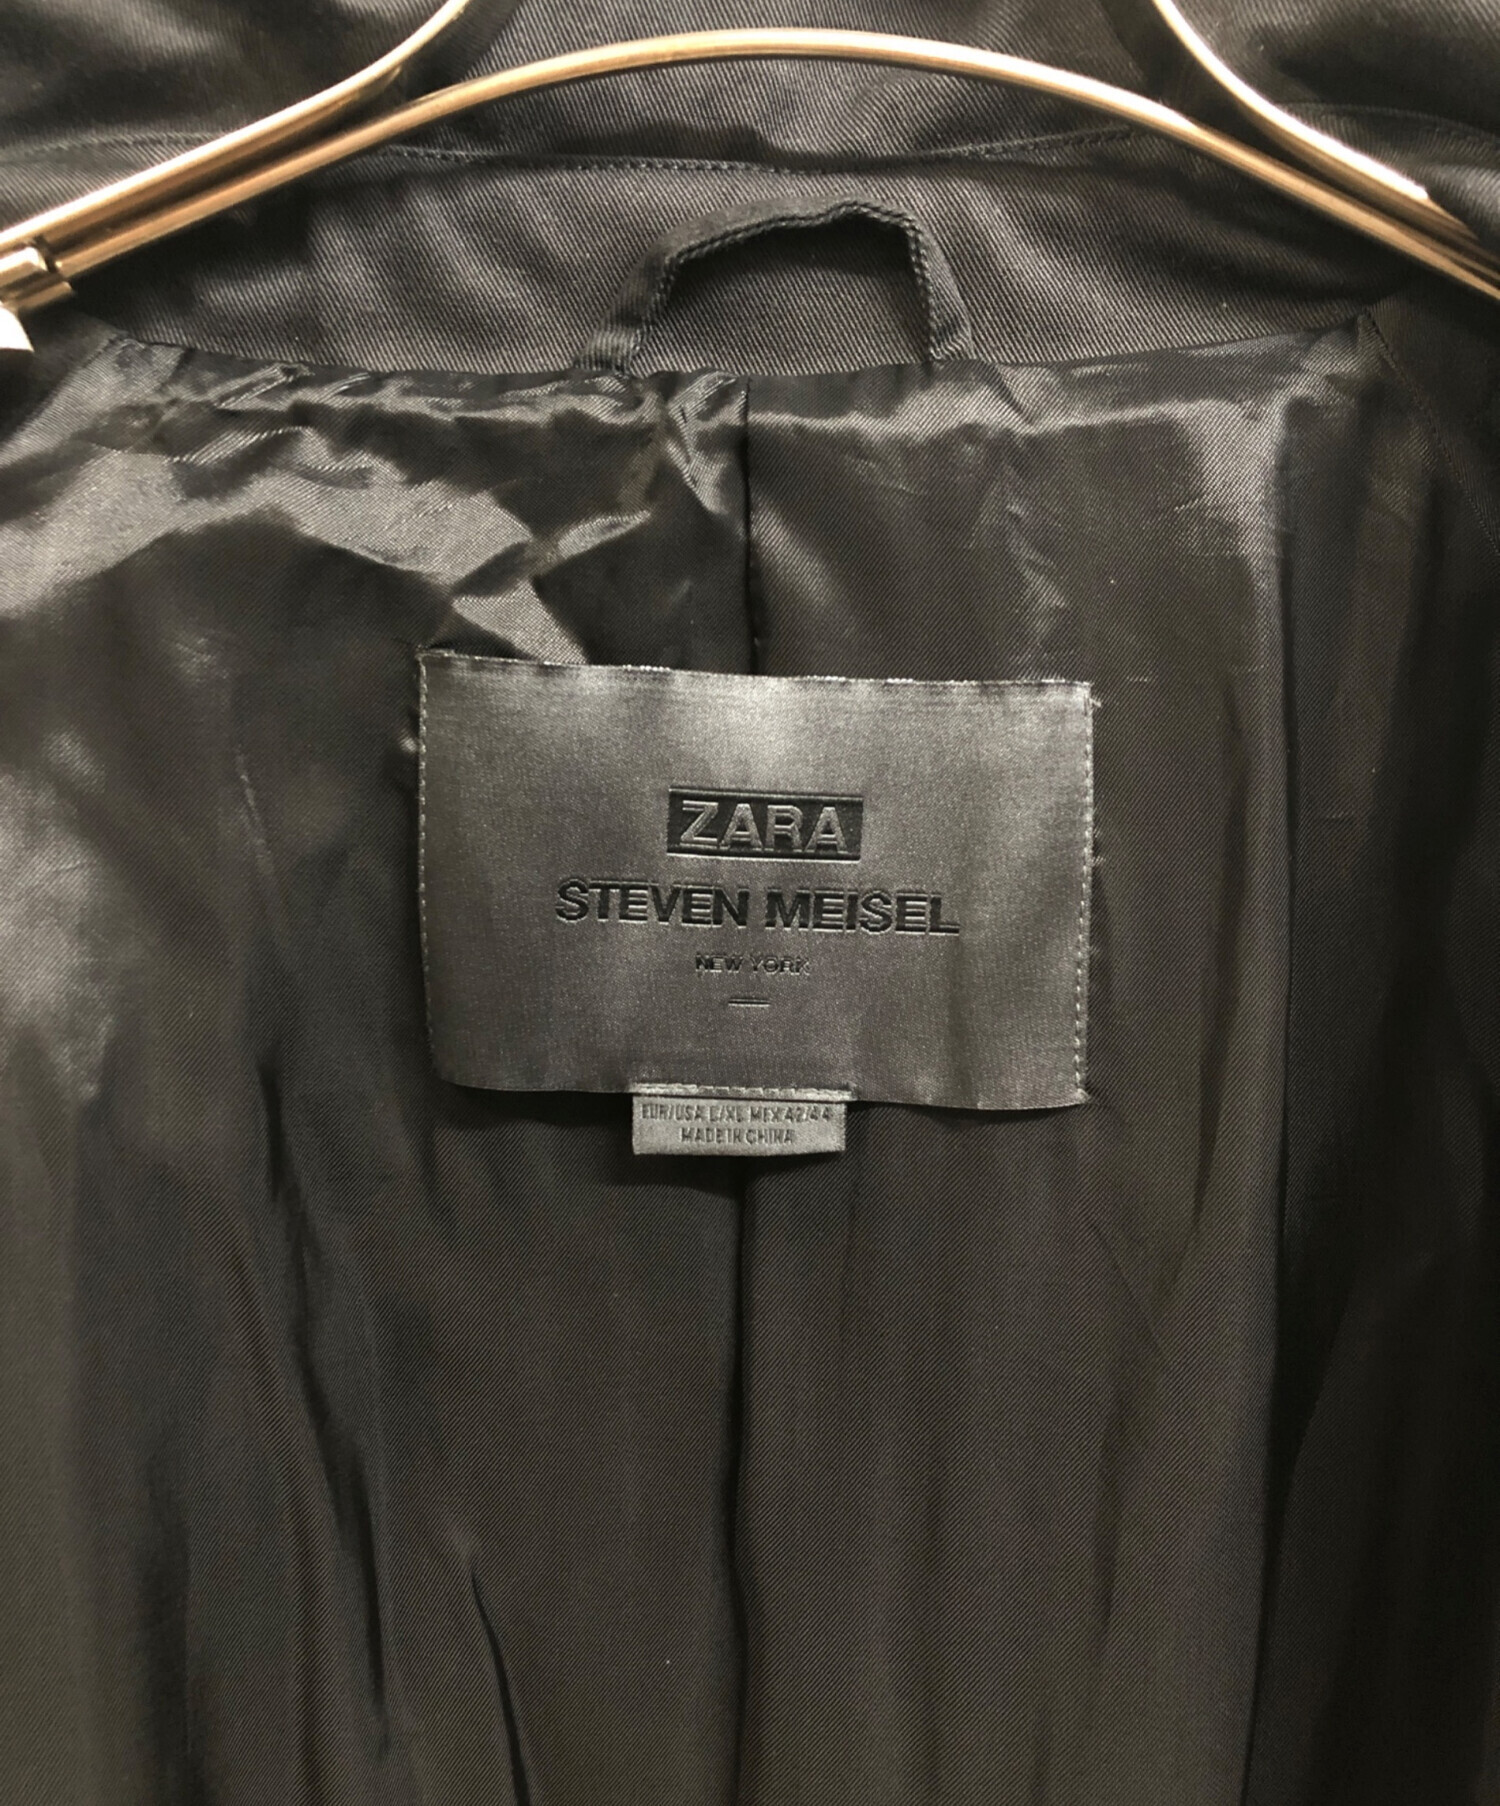 ZARA
STEVEN MEISEL
NEW YORK
EUR/USA L/XL MEX 42/44
MADE IN CHINA